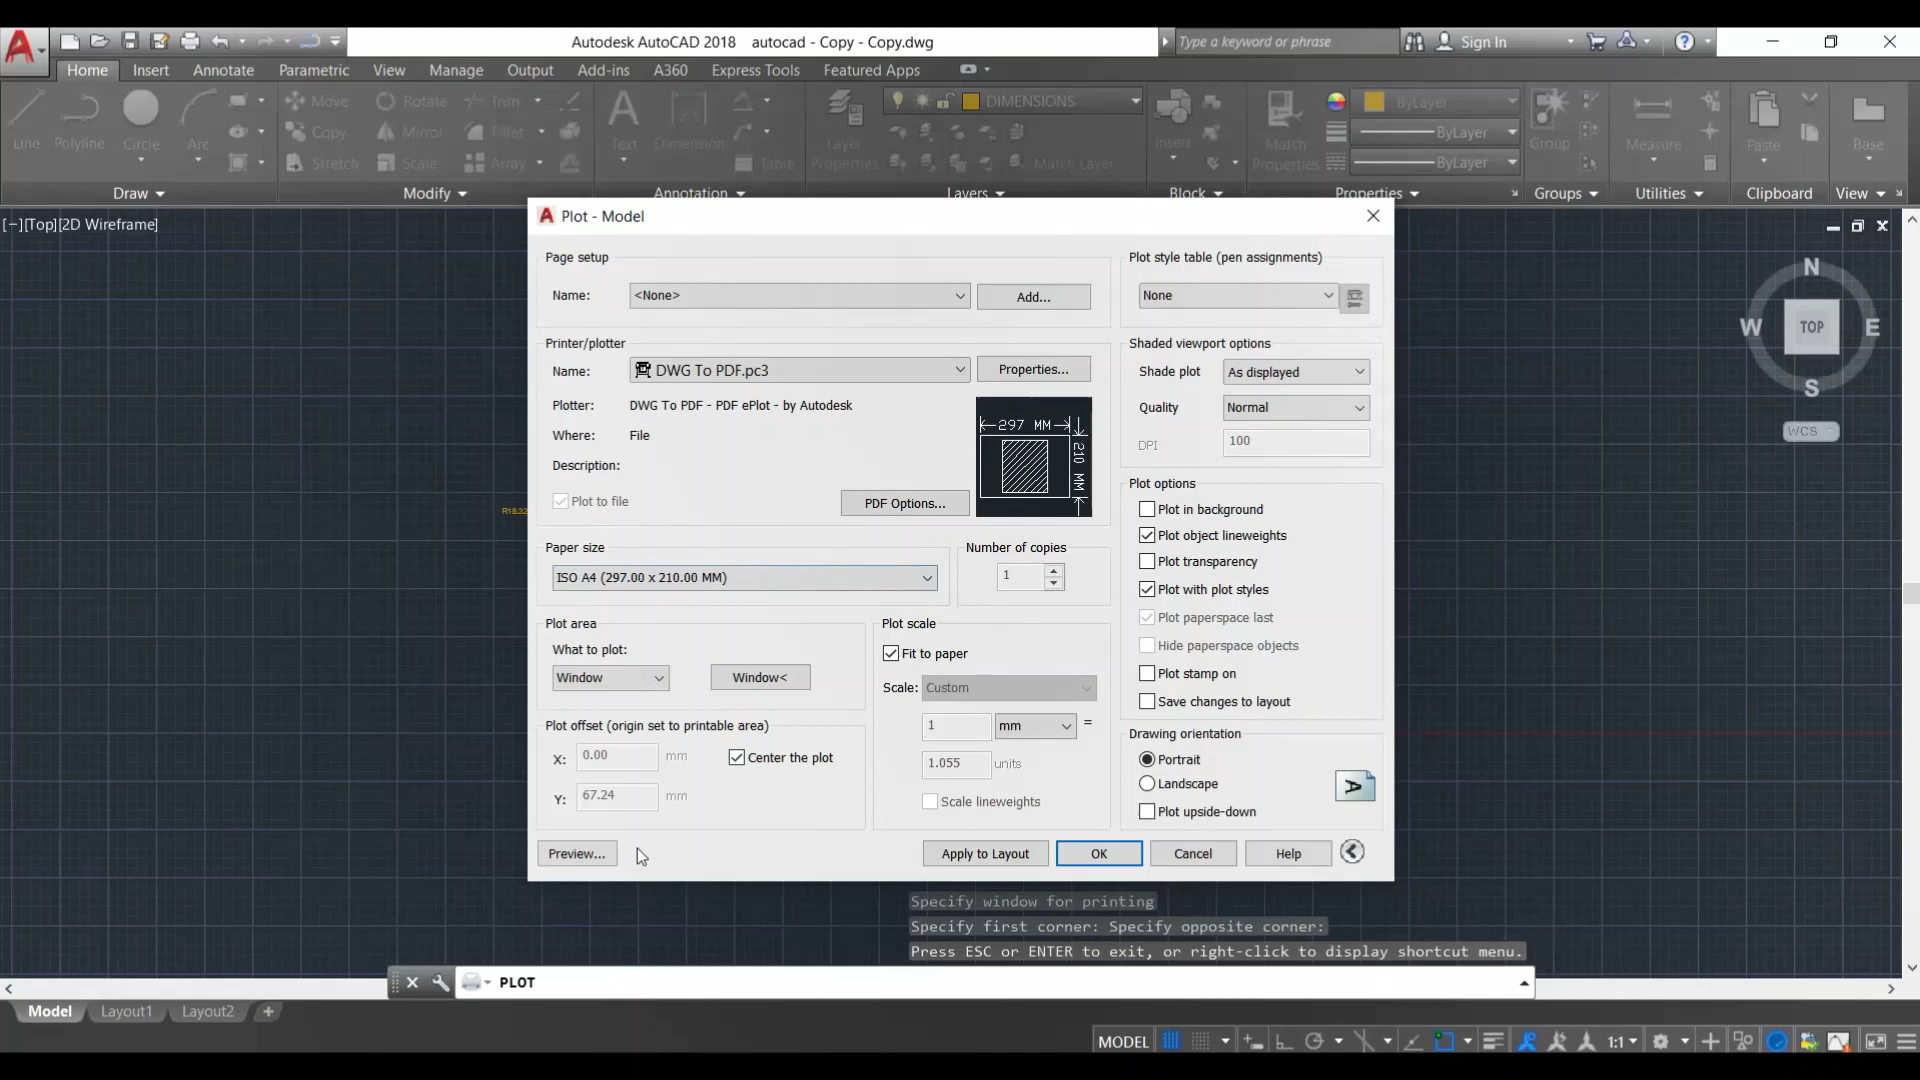 Autodesk AutoCAD 2018 autocad - Copy - Copy.dwg
Type a keyword or phrase
Sign In
Home Insert Annotate Parametric View Manage Output Add-ins A360 Express Tools Featured Apps
Line Polyline Circle Arc
Move Rotate Trim
Copy Mirror Fillet
Stretch Scale Array
Text Dimension Table
Layer Properties
DIMENSIONS
Match Layer
Insert
Match Properties
ByLayer
ByLayer
ByLayer
Group Measure Paste Base
Draw Modify Annotation Layers Block Properties Groups Utilities Clipboard View
[−][Top][2D Wireframe]
N
W TOP E
S
WCS
Plot - Model
Page setup
Name: <None> Add...
Printer/plotter
Name: DWG To PDF.pc3 Properties...
Plotter: DWG To PDF - PDF ePlot - by Autodesk
Where: File
Description:
Plot to file
PDF Options...
297 MM
210 MM
Paper size
ISO A4 (297.00 x 210.00 MM)
Number of copies
1
Plot area
What to plot:
Window Window<
Plot offset (origin set to printable area)
X: 0.00 mm Center the plot
Y: 67.24 mm
Plot scale
Fit to paper
Scale: Custom
1 mm =
1.055 units
Scale lineweights
Plot style table (pen assignments)
None
Shaded viewport options
Shade plot As displayed
Quality Normal
DPI 100
Plot options
Plot in background
Plot object lineweights
Plot transparency
Plot with plot styles
Plot paperspace last
Hide paperspace objects
Plot stamp on
Save changes to layout
Drawing orientation
Portrait
Landscape
Plot upside-down
A
Preview... Apply to Layout OK Cancel Help
Specify window for printing
Specify first corner: Specify opposite corner:
Press ESC or ENTER to exit, or right-click to display shortcut menu.
PLOT
Model Layout1 Layout2 +
MODEL 1:1